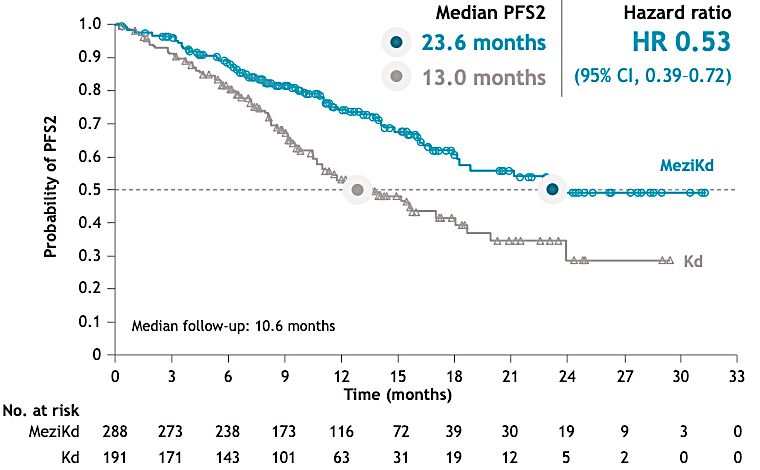 Median PFS2
Hazard ratio
23.6 months
HR 0.53
13.0 months
(95% CI, 0.39–0.72)
Probability of PFS2
1.0
0.9
0.8
0.7
0.6
0.5
0.4
0.3
0.2
0.1
0
MeziKd
Kd
Median follow-up: 10.6 months
0 3 6 9 12 15 18 21 24 27 30 33
Time (months)
No. at risk
MeziKd 288 273 238 173 116 72 39 30 19 9 3 0
Kd 191 171 143 101 63 31 19 12 5 2 0 0